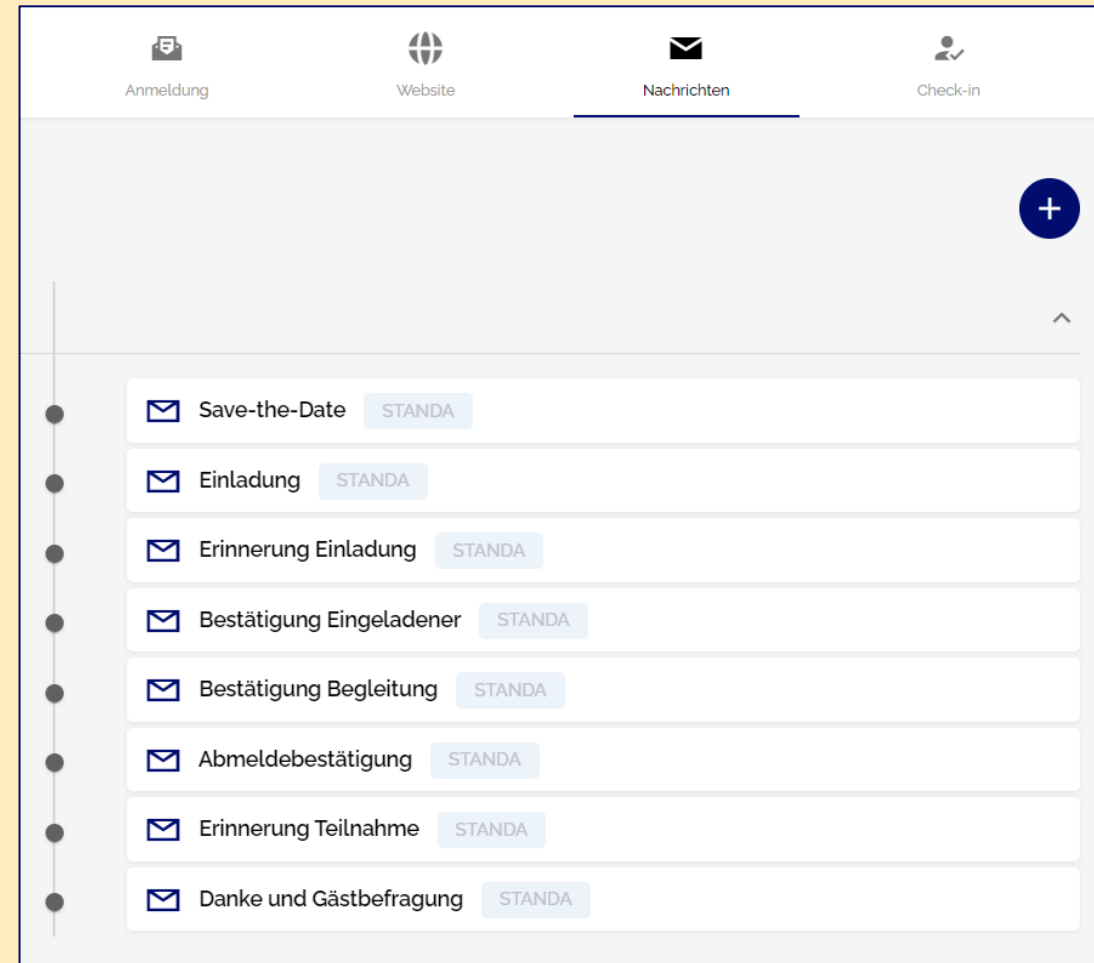 Anmeldung Website Nachrichten Check-in
Save-the-Date STANDA
Einladung STANDA
Erinnerung Einladung STANDA
Bestätigung Eingeladener STANDA
Bestätigung Begleitung STANDA
Abmeldebestätigung STANDA
Erinnerung Teilnahme STANDA
Danke und Gästbefragung STANDA